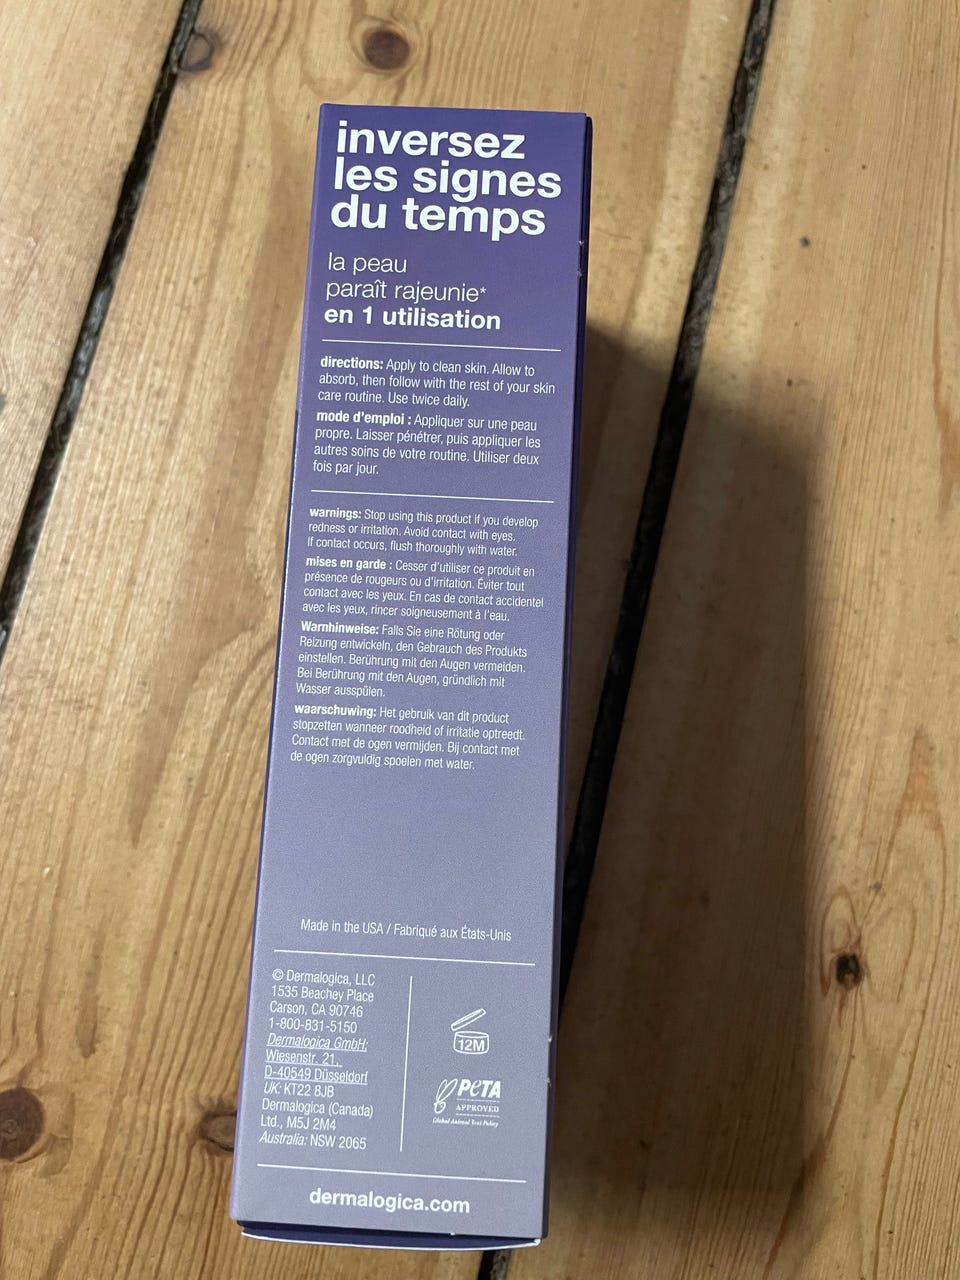 inversez
les signes
du temps
la peau
paraît rajeunie*
en 1 utilisation
directions: Apply to clean skin. Allow to
absorb, then follow with the rest of your skin
care routine. Use twice daily.
mode d'emploi : Appliquer sur une peau
propre. Laisser pénétrer, puis appliquer les
autres soins de votre routine. Utiliser deux
fois par jour.
warnings: Stop using this product if you develop
redness or irritation. Avoid contact with eyes.
If contact occurs, flush thoroughly with water.
mises en garde : Cesser d'utiliser ce produit en
présence de rougeurs ou d'irritation. Éviter tout
contact avec les yeux. En cas de contact accidentel
avec les yeux, rincer soigneusement à l'eau.
Warnhinweise: Falls Sie eine Rötung oder
Reizung entwickeln, den Gebrauch des Produkts
einstellen. Berührung mit den Augen vermeiden.
Bei Berührung mit den Augen, gründlich mit
Wasser ausspülen.
waarschuwing: Het gebruik van dit product
stopzetten wanneer roodheid of irritatie optreedt.
Contact met de ogen vermijden. Bij contact met
de ogen zorgvuldig spoelen met water.
Made in the USA / Fabriqué aux États-Unis
© Dermalogica, LLC
1535 Beachey Place
Carson, CA 90746
1-800-831-5150
Dermalogica GmbH:
Wiesenstr. 21,
D-40549 Düsseldorf
UK: KT22 8JB
Dermalogica (Canada)
Ltd., M5J 2M4
Australia: NSW 2065
12M
PeTA
APPROVED
Global Animal Test Policy
dermalogica.com